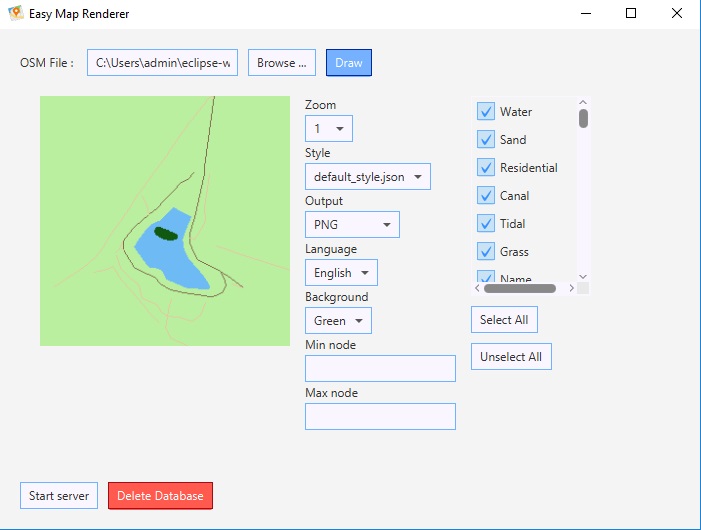 Easy Map Renderer
OSM File : C:\Users\admin\eclipse-w Browse ... Draw
Zoom
1
Style
default_style.json
Output
PNG
Language
English
Background
Green
Min node
Max node
Water
Sand
Residential
Canal
Tidal
Grass
Name
Select All
Unselect All
Start server Delete Database